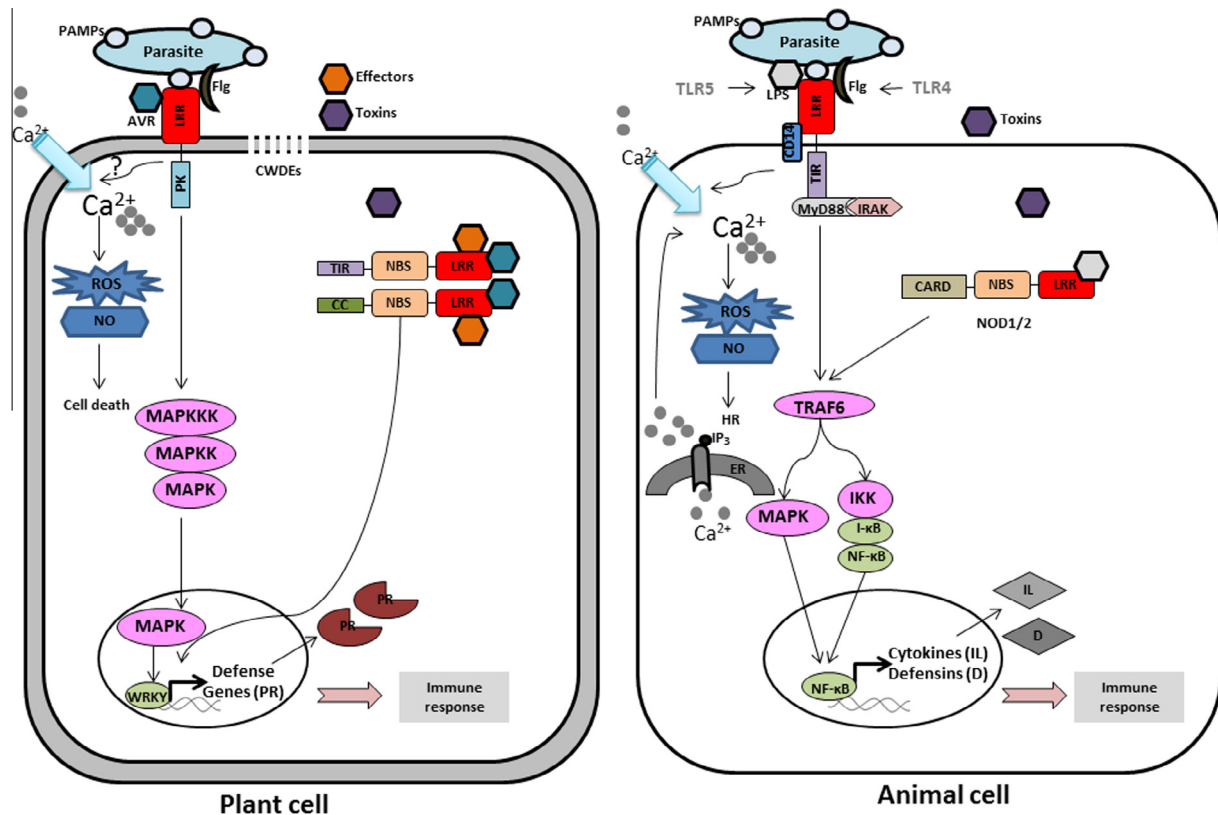 PAMPs
Parasite
Flg
AVR
LRR
Effectors
Toxins
Ca2+
?
PK
CWDEs
Ca2+
ROS
NO
Cell death
TIR
NBS
LRR
CC
NBS
LRR
MAPKKK
MAPKK
MAPK
MAPK
WRKY
Defense
Genes (PR)
PR
PR
Immune
response
Plant cell
PAMPs
Parasite
TLR5
LPS
LRR
Flg
TLR4
Toxins
CD14
Ca2+
TIR
MyD88
IRAK
Ca2+
ROS
NO
HR
IP3
ER
Ca2+
CARD
NBS
LRR
NOD1/2
TRAF6
MAPK
IKK
I-κB
NF-κB
NF-κB
Cytokines (IL)
Defensins (D)
IL
D
Immune
response
Animal cell